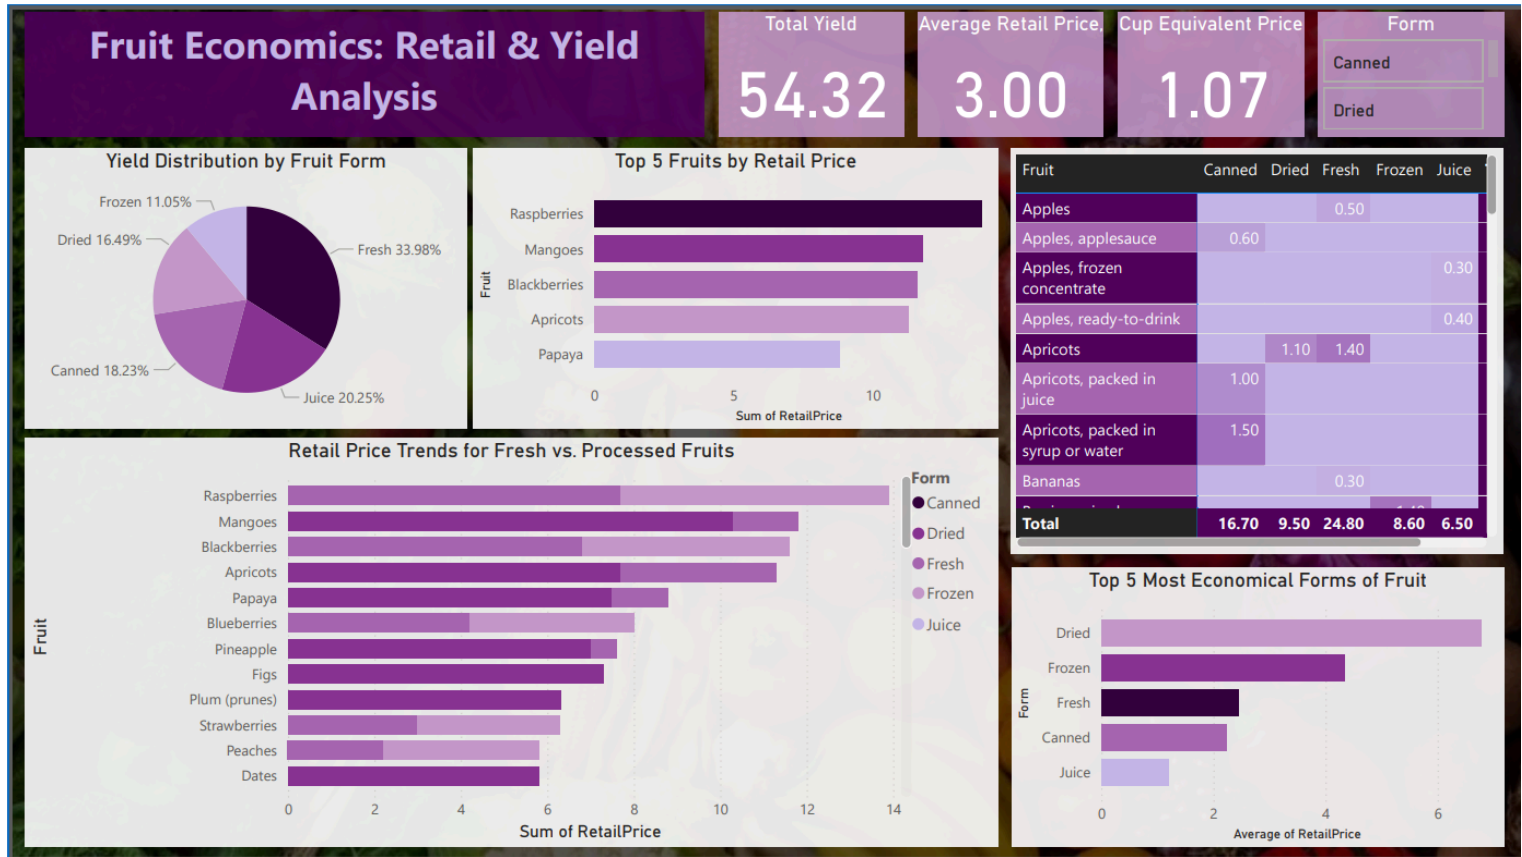 Fruit Economics: Retail & Yield
Analysis
Total Yield
54.32
Average Retail Price,
3.00
Cup Equivalent Price
1.07
Form
Canned
Dried
Yield Distribution by Fruit Form
Frozen 11.05%
Dried 16.49%
Fresh 33.98%
Canned 18.23%
Juice 20.25%
Top 5 Fruits by Retail Price
Fruit
Raspberries
Mangoes
Blackberries
Apricots
Papaya
0 5 10
Sum of RetailPrice
Fruit Canned Dried Fresh Frozen Juice
Apples 0.50
Apples, applesauce 0.60
Apples, frozen
concentrate 0.30
Apples, ready-to-drink 0.40
Apricots 1.10 1.40
Apricots, packed in
juice 1.00
Apricots, packed in
syrup or water 1.50
Bananas 0.30
Total 16.70 9.50 24.80 8.60 6.50
Retail Price Trends for Fresh vs. Processed Fruits
Fruit
Raspberries
Mangoes
Blackberries
Apricots
Papaya
Blueberries
Pineapple
Figs
Plum (prunes)
Strawberries
Peaches
Dates
0 2 4 6 8 10 12 14
Sum of RetailPrice
Form
Canned
Dried
Fresh
Frozen
Juice
Top 5 Most Economical Forms of Fruit
Form
Dried
Frozen
Fresh
Canned
Juice
0 2 4 6
Average of RetailPrice